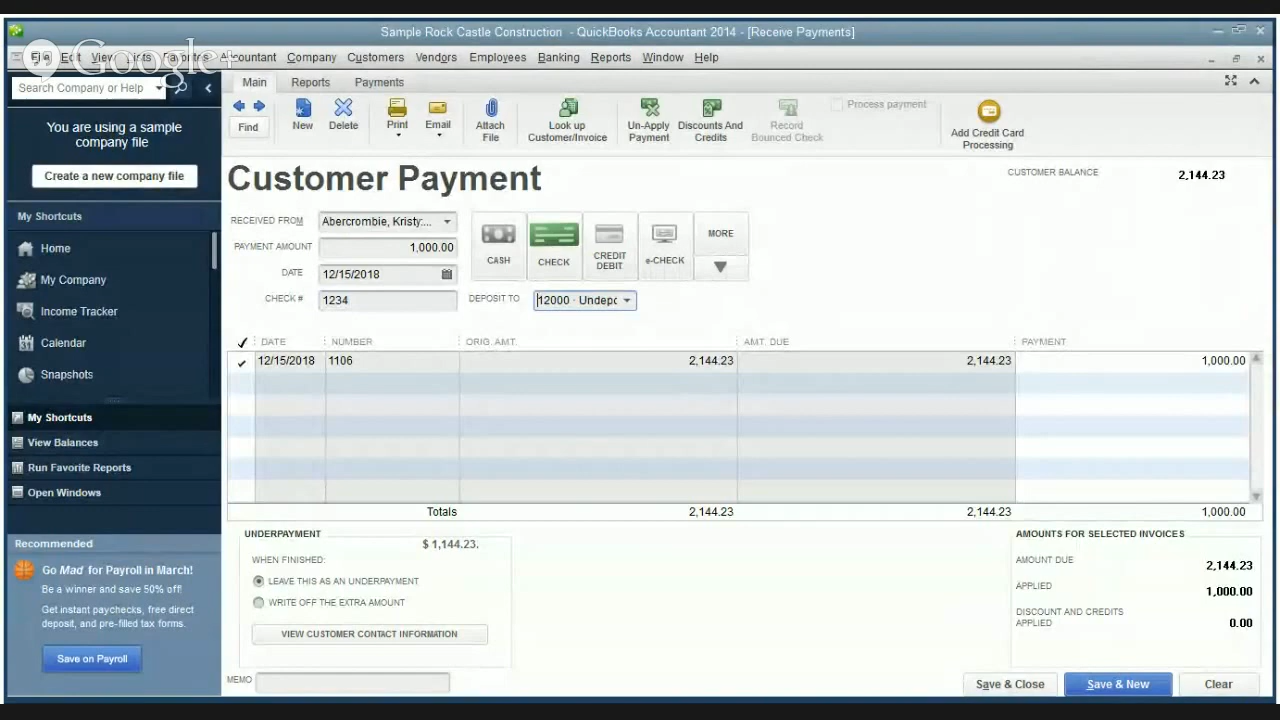 Sample Rock Castle Construction - QuickBooks Accountant 2014 - [Receive Payments]
File Edit View Lists Favorites Accountant Company Customers Vendors Employees Banking Reports Window Help
Google+
Search Company or Help
Main Reports Payments
Find
New
Delete
Print
Email
Attach File
Look up Customer/Invoice
Un-Apply Payment
Discounts And Credits
Record Bounced Check
Process payment
Add Credit Card Processing
You are using a sample
company file
Create a new company file
My Shortcuts
Home
My Company
Income Tracker
Calendar
31
Snapshots
My Shortcuts
View Balances
Run Favorite Reports
Open Windows
Recommended
Go Mad for Payroll in March!
Be a winner and save 50% off!
Get instant paychecks, free direct
deposit, and pre-filled tax forms.
Save on Payroll
Customer Payment
CUSTOMER BALANCE 2,144.23
RECEIVED FROM Abercrombie, Kristy:...
PAYMENT AMOUNT 1,000.00
DATE 12/15/2018
CHECK # 1234
CASH
CHECK
CREDIT DEBIT
e-CHECK
MORE
DEPOSIT TO 12000 · Undepc
DATE NUMBER ORIG. AMT. AMT. DUE PAYMENT
12/15/2018 1106 2,144.23 2,144.23 1,000.00
Totals 2,144.23 2,144.23 1,000.00
UNDERPAYMENT
$ 1,144.23.
WHEN FINISHED:
LEAVE THIS AS AN UNDERPAYMENT
WRITE OFF THE EXTRA AMOUNT
VIEW CUSTOMER CONTACT INFORMATION
MEMO
AMOUNTS FOR SELECTED INVOICES
AMOUNT DUE 2,144.23
APPLIED 1,000.00
DISCOUNT AND CREDITS
APPLIED 0.00
Save & Close
Save & New
Clear